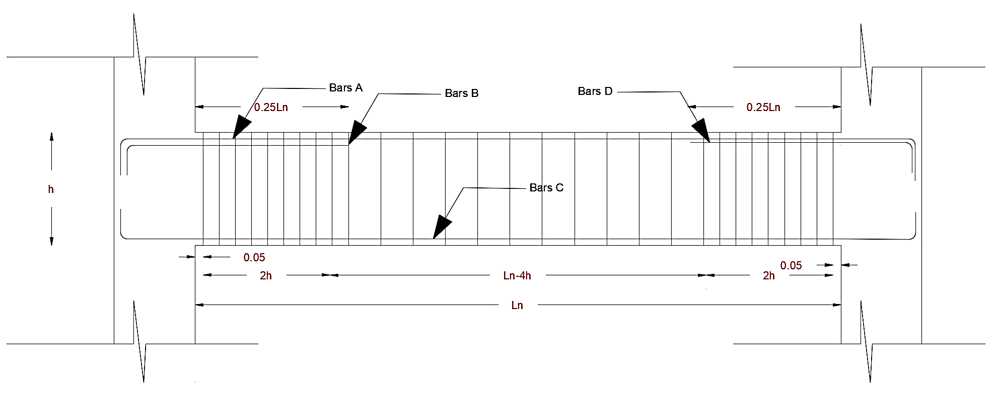 Bars A
Bars B
Bars D
0.25Ln
0.25Ln
h
Bars C
0.05
0.05
2h
Ln-4h
2h
Ln